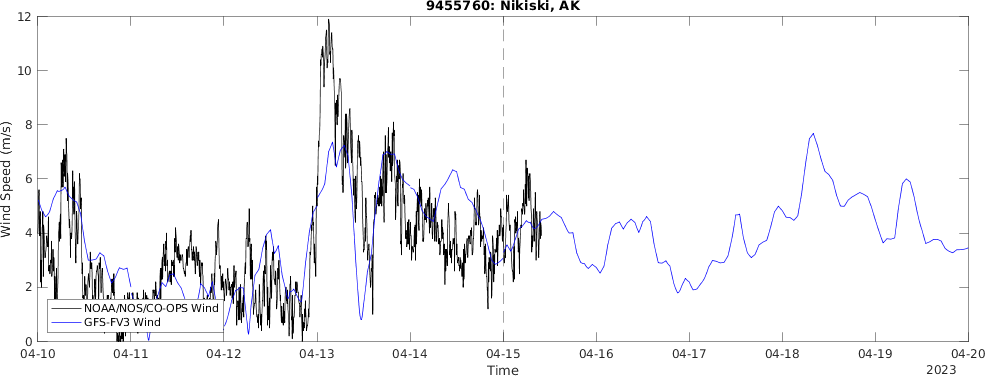 9455760: Nikiski, AK
Wind Speed (m/s)
12
10
8
6
4
2
0
NOAA/NOS/CO-OPS Wind
GFS-FV3 Wind
04-10 04-11 04-12 04-13 04-14 04-15 04-16 04-17 04-18 04-19 04-20
Time
2023